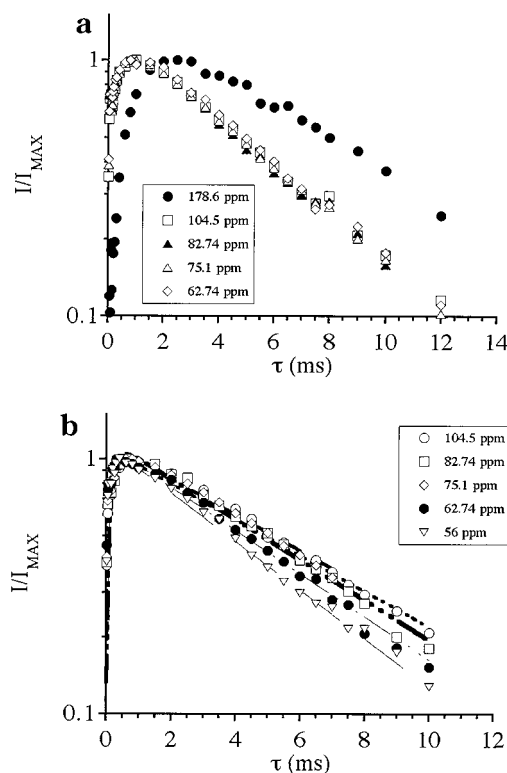 a
1
I/IMAX
178.6 ppm
104.5 ppm
82.74 ppm
75.1 ppm
62.74 ppm
0.1
0 2 4 6 8 10 12 14
τ (ms)
b
104.5 ppm
82.74 ppm
75.1 ppm
62.74 ppm
56 ppm
1
I/IMAX
0.1
0 2 4 6 8 10 12
τ (ms)